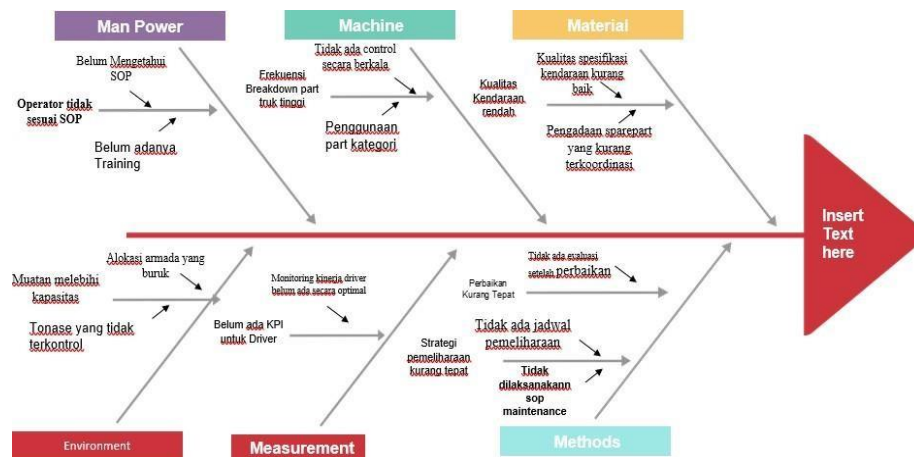 Man Power
Machine
Material
Belum Mengetahui
SOP
Operator tidak
sesuai SOP
Belum adanya
Training
Tidak ada control
secara berkala
Frekuensi
Breakdown part
truk tinggi
Penggunaan
part kategori
Kualitas spesifikasi
kendaraan kurang
baik
Kualitas
Kendaraan
rendah
Pengadaan sparepart
yang kurang
terkoordinasi
Insert
Text
here
Alokasi armada yang
buruk
Muatan melebihi
kapasitas
Tonase yang tidak
terkontrol
Monitoring kinerja driver
belum ada secara optimal
Belum ada KPI
untuk Driver
Tidak ada evaluasi
setelah perbaikan
Perbaikan
Kurang Tepat
Tidak ada jadwal
pemeliharaan
Strategi
pemeliharaan
kurang tepat
Tidak
dilaksanakann
sop
maintenance
Environment
Measurement
Methods